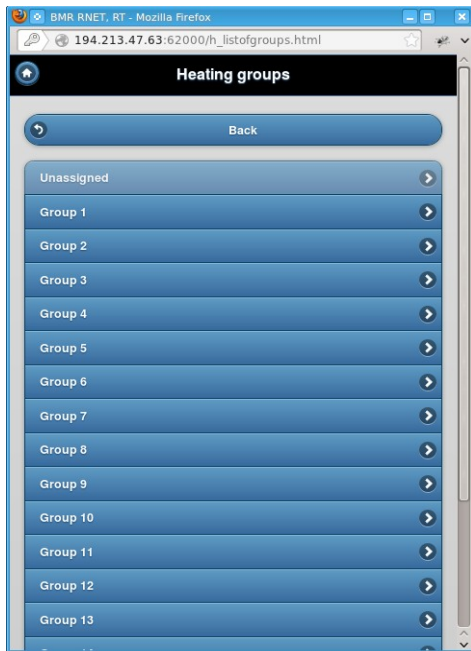 BMR RNET, RT - Mozilla Firefox
194.213.47.63:62000/h_listofgroups.html
Heating groups
Back
Unassigned
Group 1
Group 2
Group 3
Group 4
Group 5
Group 6
Group 7
Group 8
Group 9
Group 10
Group 11
Group 12
Group 13